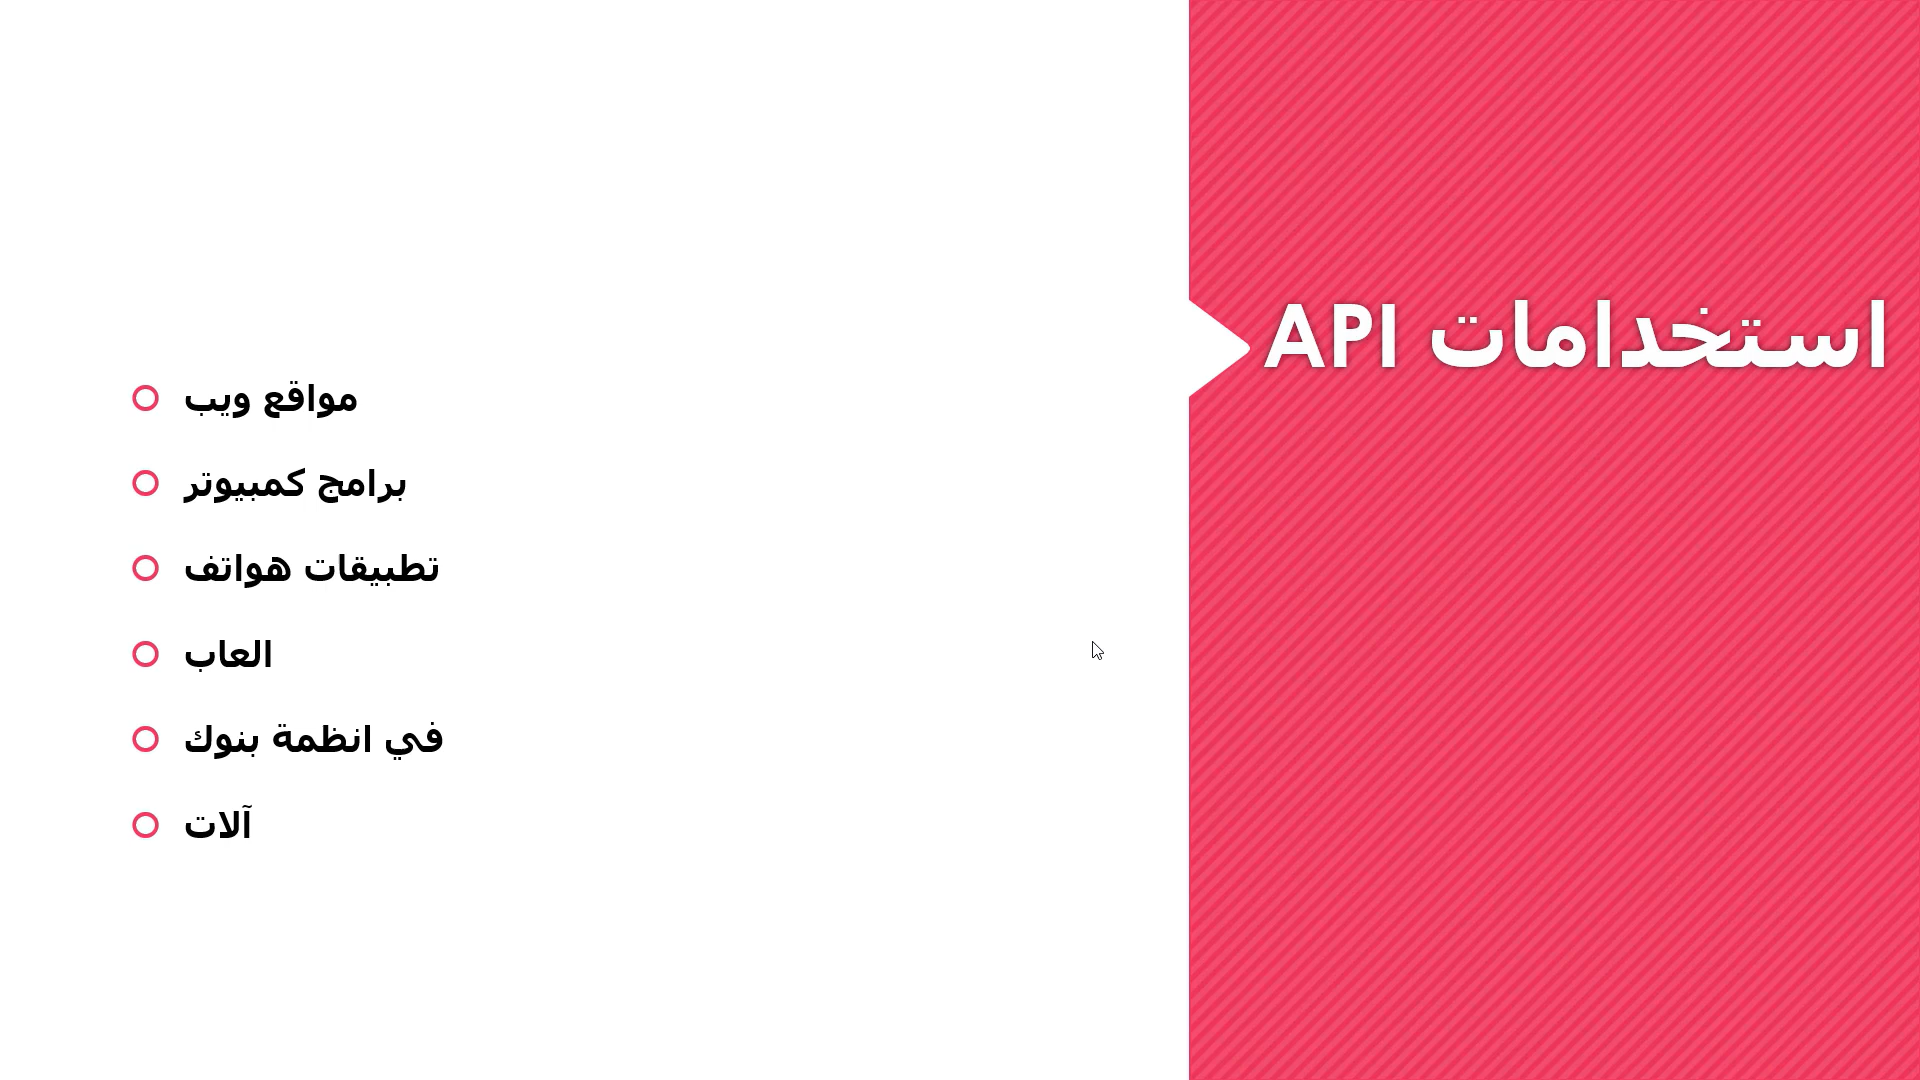 استخدامات API
مواقع ويب
برامج كمبيوتر
تطبيقات هواتف
العاب
في انظمة بنوك
آلات